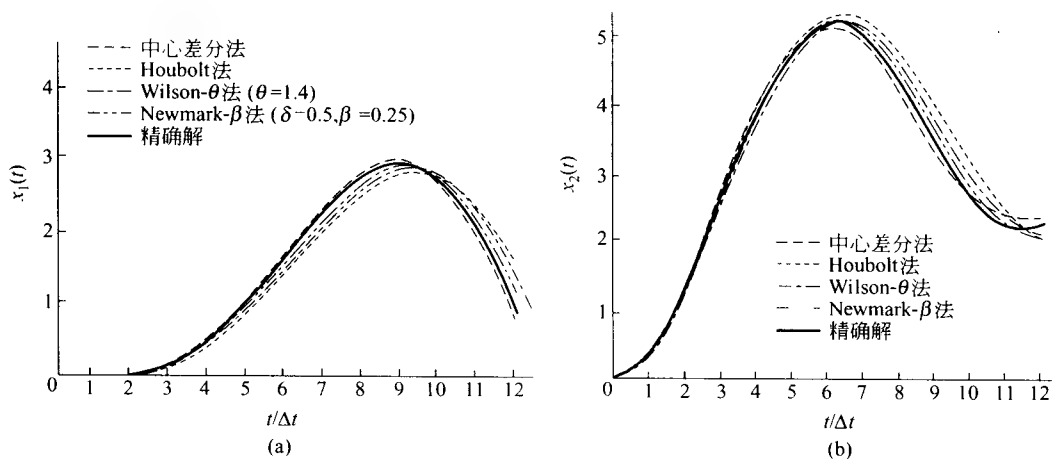 中心差分法
Houbolt法
Wilson-θ法 (θ=1.4)
Newmark-β法 (δ=0.5,β=0.25)
精确解
x₁(t)
4
3
2
1
0 1 2 3 4 5 6 7 8 9 10 11 12
t/Δt
(a)
x₂(t)
5
4
3
2
1
中心差分法
Houbolt法
Wilson-θ法
Newmark-β法
精确解
0 1 2 3 4 5 6 7 8 9 10 11 12
t/Δt
(b)